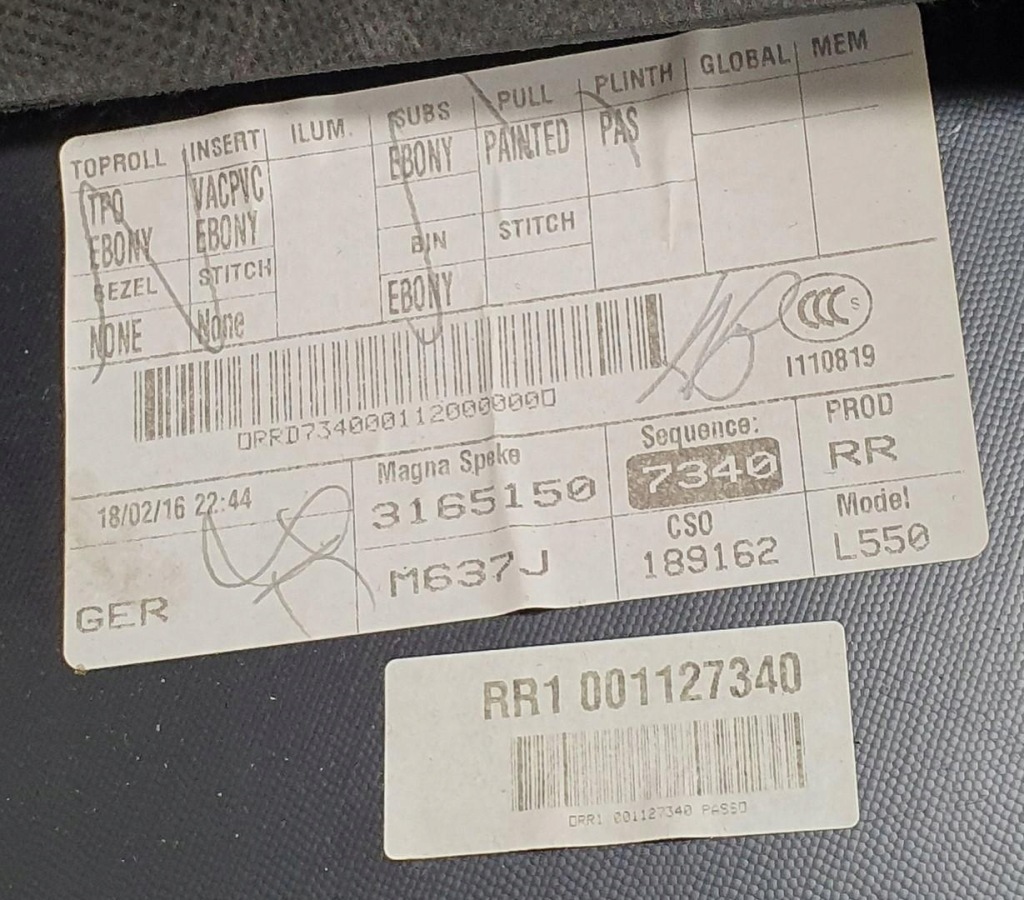 TOPROLL INSERT ILUM. SUBS PULL PLINTH GLOBAL MEM
TPO VACPVC EBONY PAINTED PAS
EBONY EBONY
BEZEL STITCH BIN STITCH
NONE None EBONY
CCC S
I110819
DRRD73400011200000000
18/02/16 22:44
Magna Speke
3165150
Sequence:
7340
PROD
RR
GER
M637J
CSO
189162
Model
L550
RR1 001127340
DRR1 001127340 PASSD